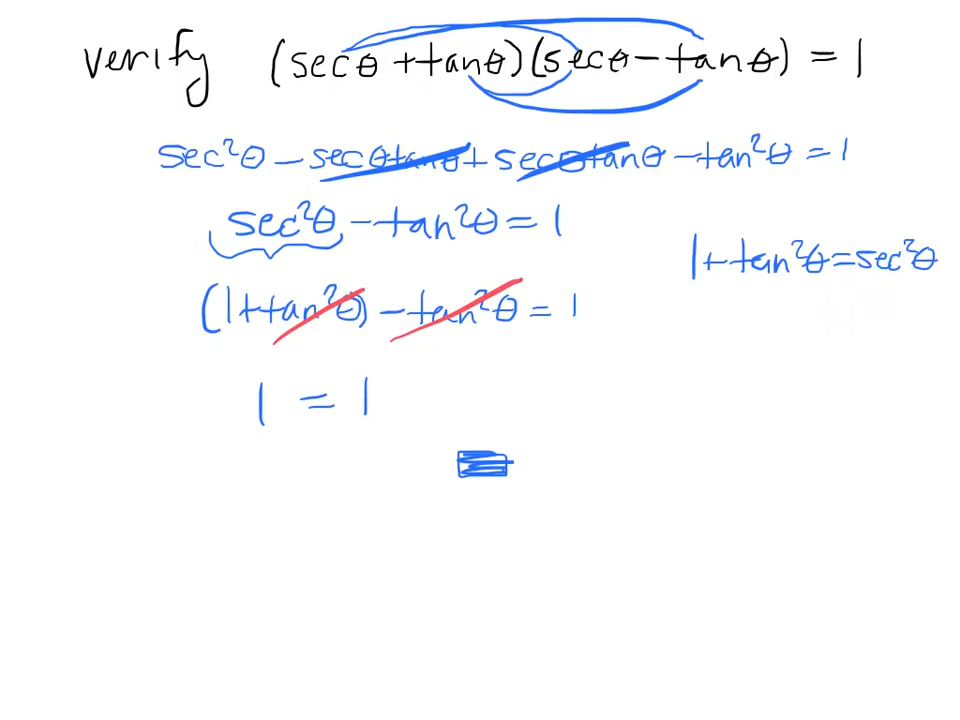 verify (secθ + tanθ)(secθ − tanθ) = 1
sec²θ − secθtanθ + secθtanθ − tan²θ = 1
sec²θ − tan²θ = 1
1 + tan²θ = sec²θ
(1 + tan²θ) − tan²θ = 1
1 = 1